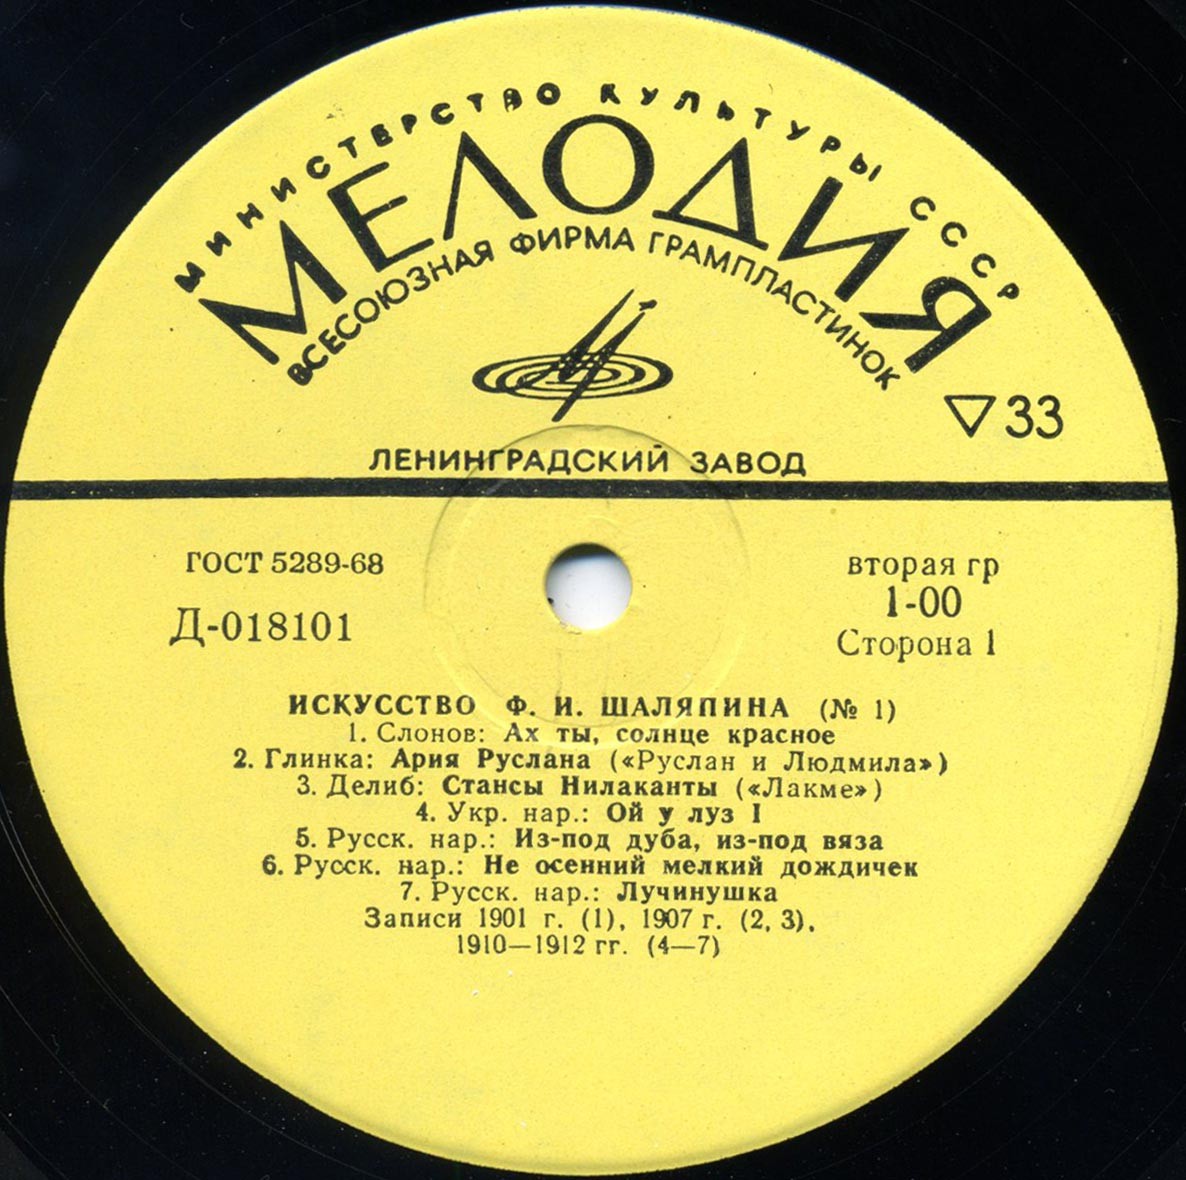 МИНИСТЕРСТВО КУЛЬТУРЫ СССР
МЕЛОДИЯ
ВСЕСОЮЗНАЯ ФИРМА ГРАМПЛАСТИНОК
▽33
ЛЕНИНГРАДСКИЙ ЗАВОД
ГОСТ 5289-68
Д-018101
вторая гр
1-00
Сторона 1
ИСКУССТВО Ф. И. ШАЛЯПИНА (№ 1)
1. Слонов: Ах ты, солнце красное
2. Глинка: Ария Руслана («Руслан и Людмила»)
3. Делиб: Стансы Нилаканты («Лакме»)
4. Укр. нар.: Ой у луз I
5. Русск. нар.: Из-под дуба, из-под вяза
6. Русск. нар.: Не осенний мелкий дождичек
7. Русск. нар.: Лучинушка
Записи 1901 г. (1), 1907 г. (2, 3),
1910—1912 гг. (4—7)